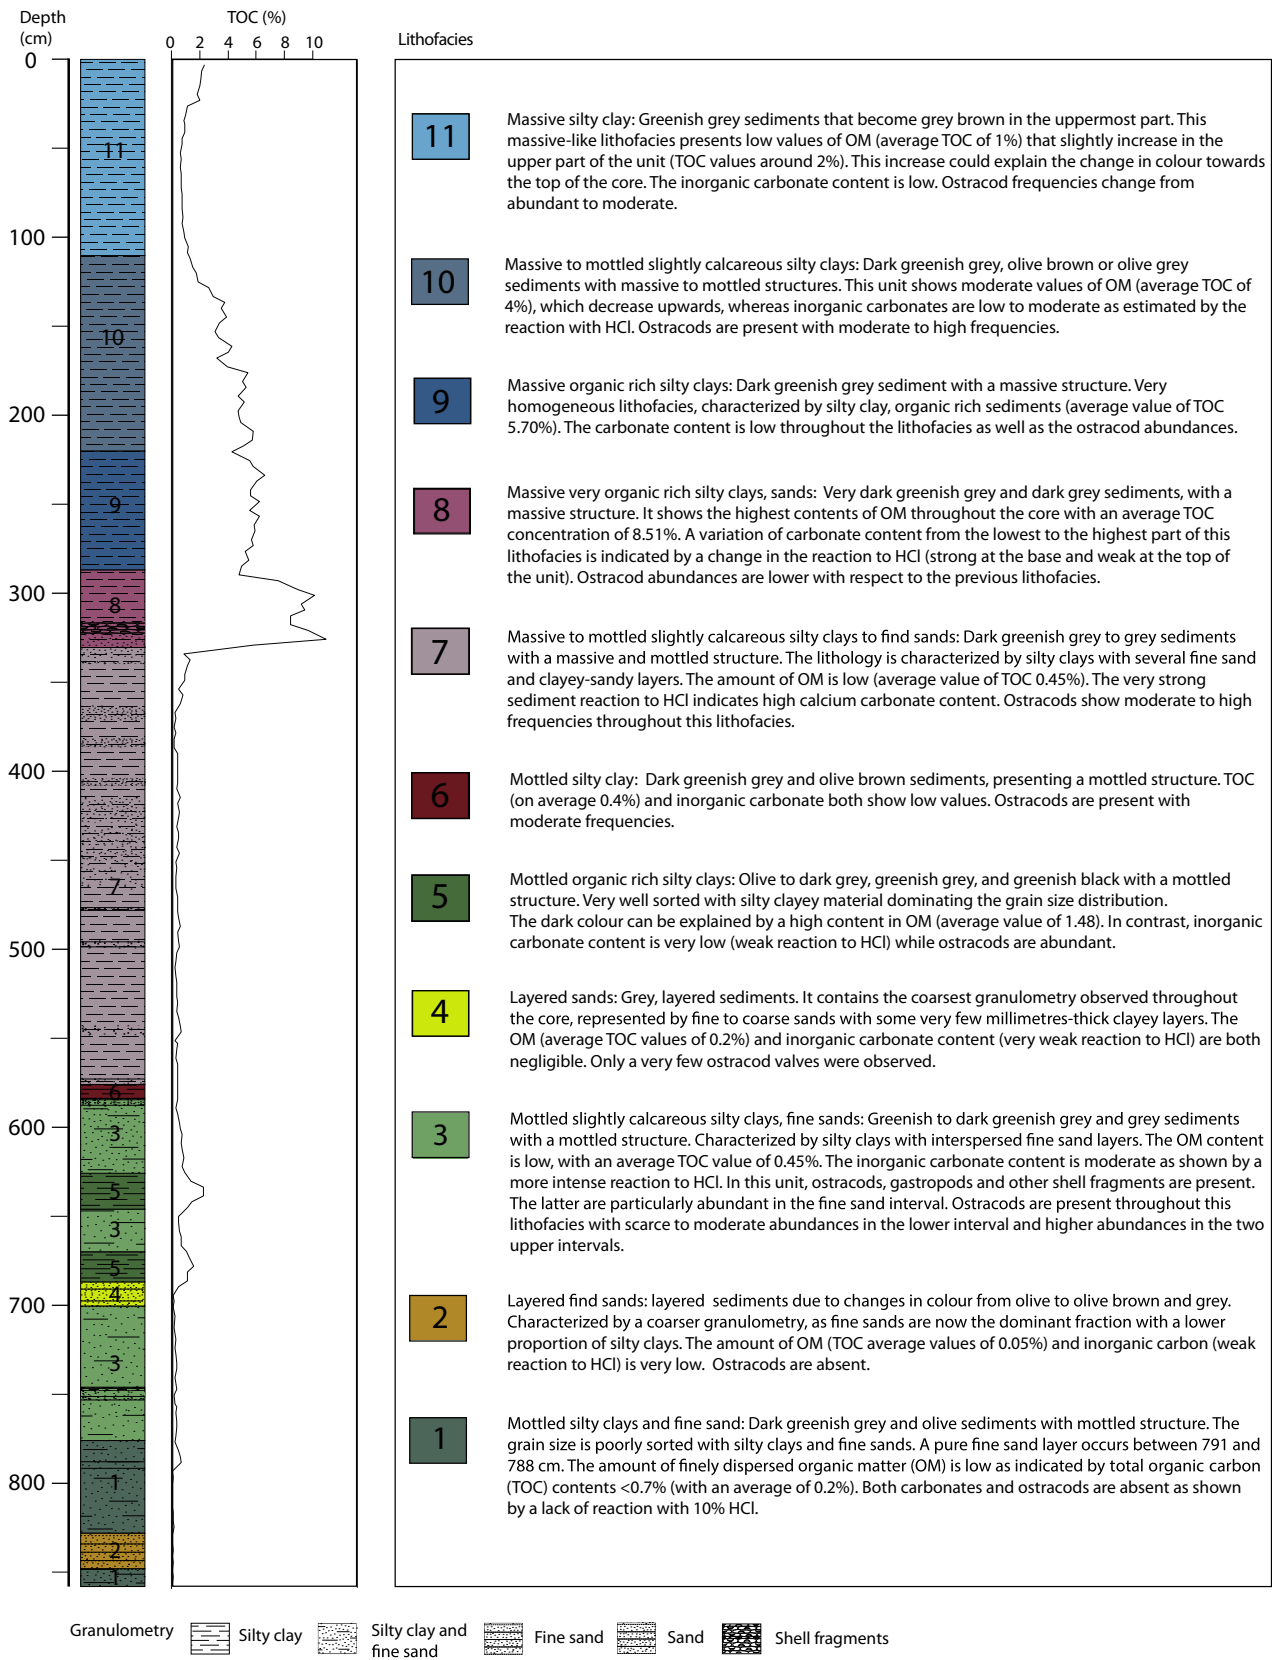 Depth
(cm)
TOC (%)
0 2 4 6 8 10
Lithofacies
0
100
200
300
400
500
600
700
800
11
10
9
8
7
6
3
5
3
5
4
3
1
2
1
11
Massive silty clay: Greenish grey sediments that become grey brown in the uppermost part. This
massive-like lithofacies presents low values of OM (average TOC of 1%) that slightly increase in the
upper part of the unit (TOC values around 2%). This increase could explain the change in colour towards
the top of the core. The inorganic carbonate content is low. Ostracod frequencies change from
abundant to moderate.
10
Massive to mottled slightly calcareous silty clays: Dark greenish grey, olive brown or olive grey
sediments with massive to mottled structures. This unit shows moderate values of OM (average TOC of
4%), which decrease upwards, whereas inorganic carbonates are low to moderate as estimated by the
reaction with HCl. Ostracods are present with moderate to high frequencies.
9
Massive organic rich silty clays: Dark greenish grey sediment with a massive structure. Very
homogeneous lithofacies, characterized by silty clay, organic rich sediments (average value of TOC
5.70%). The carbonate content is low throughout the lithofacies as well as the ostracod abundances.
8
Massive very organic rich silty clays, sands: Very dark greenish grey and dark grey sediments, with a
massive structure. It shows the highest contents of OM throughout the core with an average TOC
concentration of 8.51%. A variation of carbonate content from the lowest to the highest part of this
lithofacies is indicated by a change in the reaction to HCl (strong at the base and weak at the top of
the unit). Ostracod abundances are lower with respect to the previous lithofacies.
7
Massive to mottled slightly calcareous silty clays to find sands: Dark greenish grey to grey sediments
with a massive and mottled structure. The lithology is characterized by silty clays with several fine sand
and clayey-sandy layers. The amount of OM is low (average value of TOC 0.45%). The very strong
sediment reaction to HCl indicates high calcium carbonate content. Ostracods show moderate to high
frequencies throughout this lithofacies.
6
Mottled silty clay: Dark greenish grey and olive brown sediments, presenting a mottled structure. TOC
(on average 0.4%) and inorganic carbonate both show low values. Ostracods are present with
moderate frequencies.
5
Mottled organic rich silty clays: Olive to dark grey, greenish grey, and greenish black with a mottled
structure. Very well sorted with silty clayey material dominating the grain size distribution.
The dark colour can be explained by a high content in OM (average value of 1.48). In contrast, inorganic
carbonate content is very low (weak reaction to HCl) while ostracods are abundant.
4
Layered sands: Grey, layered sediments. It contains the coarsest granulometry observed throughout
the core, represented by fine to coarse sands with some very few millimetres-thick clayey layers. The
OM (average TOC values of 0.2%) and inorganic carbonate content (very weak reaction to HCl) are both
negligible. Only a very few ostracod valves were observed.
3
Mottled slightly calcareous silty clays, fine sands: Greenish to dark greenish grey and grey sediments
with a mottled structure. Characterized by silty clays with interspersed fine sand layers. The OM content
is low, with an average TOC value of 0.45%. The inorganic carbonate content is moderate as shown by a
more intense reaction to HCl. In this unit, ostracods, gastropods and other shell fragments are present.
The latter are particularly abundant in the fine sand interval. Ostracods are present throughout this
lithofacies with scarce to moderate abundances in the lower interval and higher abundances in the two
upper intervals.
2
Layered find sands: layered sediments due to changes in colour from olive to olive brown and grey.
Characterized by a coarser granulometry, as fine sands are now the dominant fraction with a lower
proportion of silty clays. The amount of OM (TOC average values of 0.05%) and inorganic carbon (weak
reaction to HCl) is very low. Ostracods are absent.
1
Mottled silty clays and fine sand: Dark greenish grey and olive sediments with mottled structure. The
grain size is poorly sorted with silty clays and fine sands. A pure fine sand layer occurs between 791 and
788 cm. The amount of finely dispersed organic matter (OM) is low as indicated by total organic carbon
(TOC) contents <0.7% (with an average of 0.2%). Both carbonates and ostracods are absent as shown
by a lack of reaction with 10% HCl.
Granulometry
Silty clay
Silty clay and
fine sand
Fine sand
Sand
Shell fragments